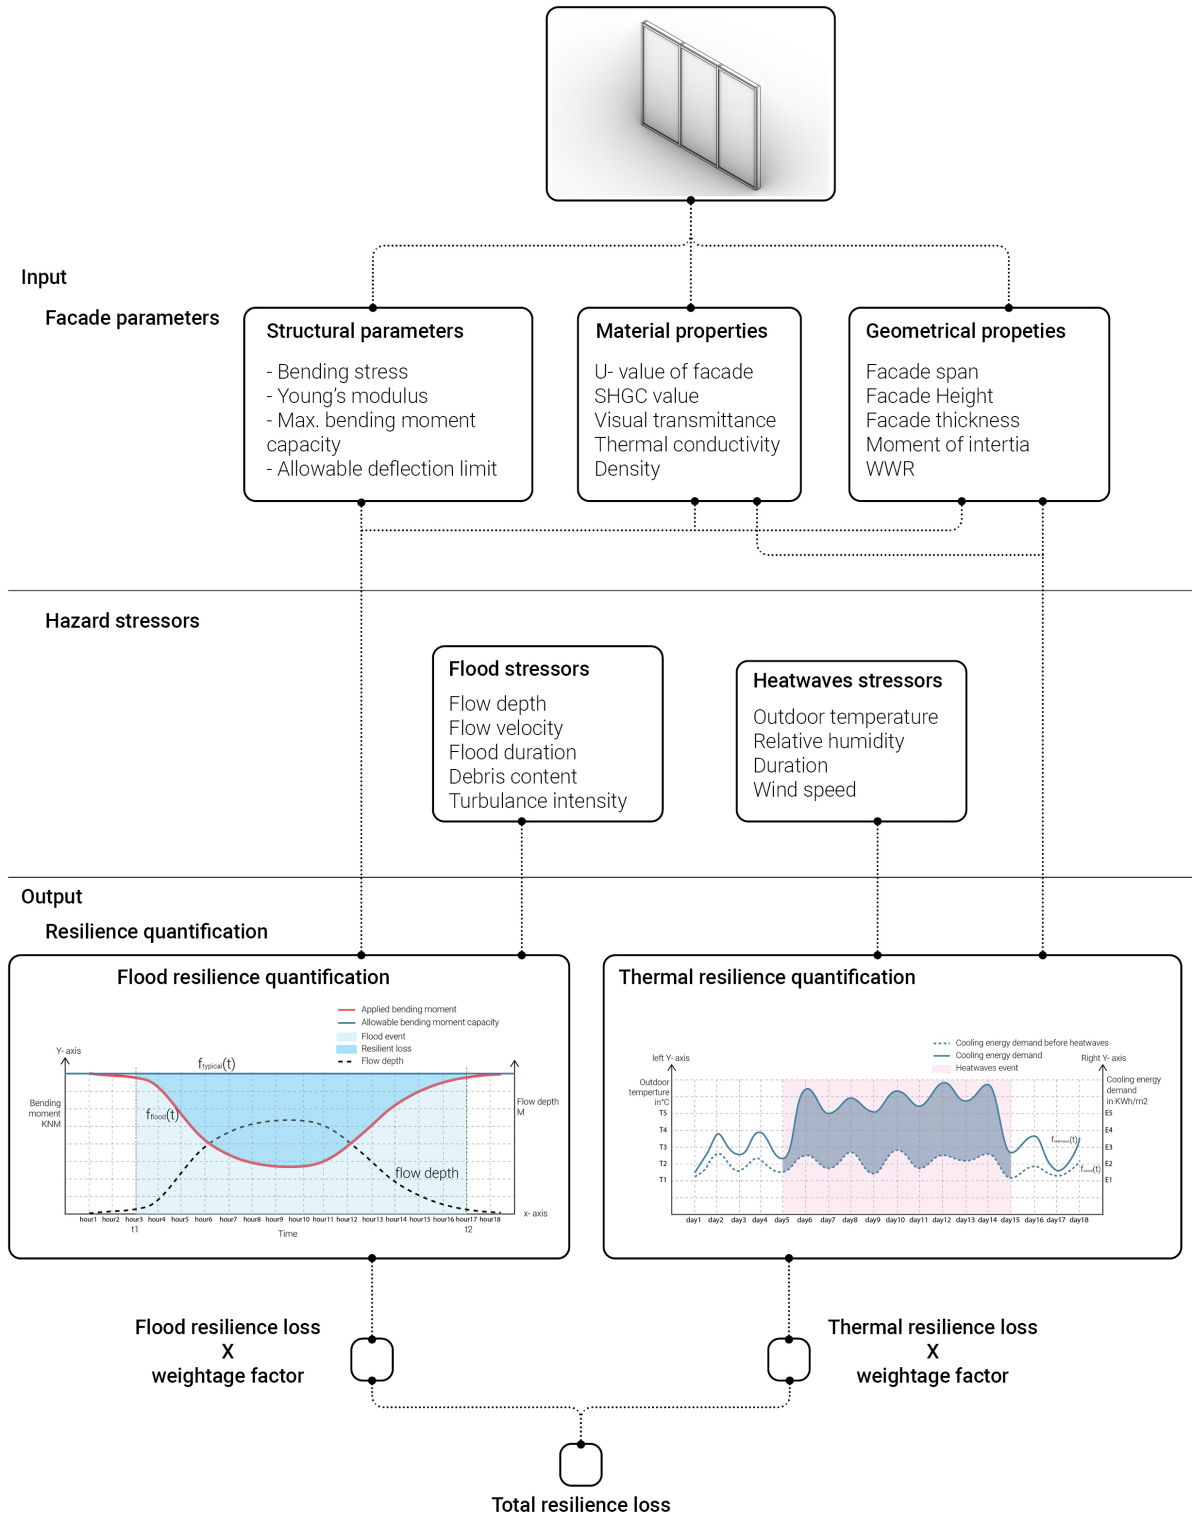 Input
Facade parameters
Structural parameters
- Bending stress
- Young's modulus
- Max. bending moment
capacity
- Allowable deflection limit
Material properties
U- value of facade
SHGC value
Visual transmittance
Thermal conductivity
Density
Geometrical propeties
Facade span
Facade Height
Facade thickness
Moment of intertia
WWR
Hazard stressors
Flood stressors
Flow depth
Flow velocity
Flood duration
Debris content
Turbulance intensity
Heatwaves stressors
Outdoor temperature
Relative humidity
Duration
Wind speed
Output
Resilience quantification
Flood resilience quantification
Applied bending moment
Allowable bending moment capacity
Flood event
Resilient loss
Flow depth
Y- axis
ftypical(t)
Bending
moment
KNM
fflood(t)
Flow depth
M
flow depth
x- axis
hour1 hour2 hour3 hour4 hour5 hour6 hour7 hour8 hour9 hour10 hour11 hour12 hour13 hour14 hour15 hour16 hour17 hour18
t1
Time
t2
Thermal resilience quantification
Cooling energy demand before heatwaves
Cooling energy demand
Heatwaves event
left Y- axis
Right Y- axis
Outdoor
temperture
in°C
Cooling energy
demand
in KWh/m2
T5
T4
T3
T2
T1
E5
E4
E3
E2
E1
day1 day2 day3 day4 day5 day6 day7 day8 day9 day10 day11 day12 day13 day14 day15 day16 day17 day18
Flood resilience loss
X
weightage factor
Thermal resilience loss
X
weightage factor
Total resilience loss